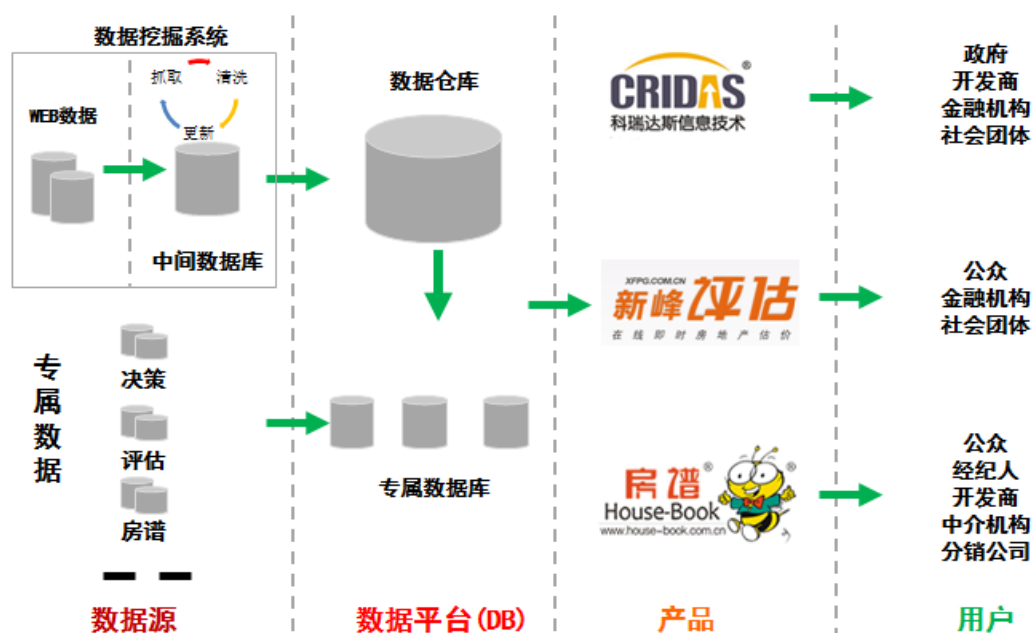 数据挖掘系统
WEB数据
抓取
清洗
更新
中间数据库
专属数据
决策
评估
房谱
数据源
数据仓库
专属数据库
数据平台(DB)
CRIDAS®
科瑞达斯信息技术
XFPG.COM.CN
新峰评估
在线即时房地产估价
房谱®
House-Book®
www.house-book.com.cn
产品
政府
开发商
金融机构
社会团体
公众
金融机构
社会团体
公众
经纪人
开发商
中介机构
分销公司
用户